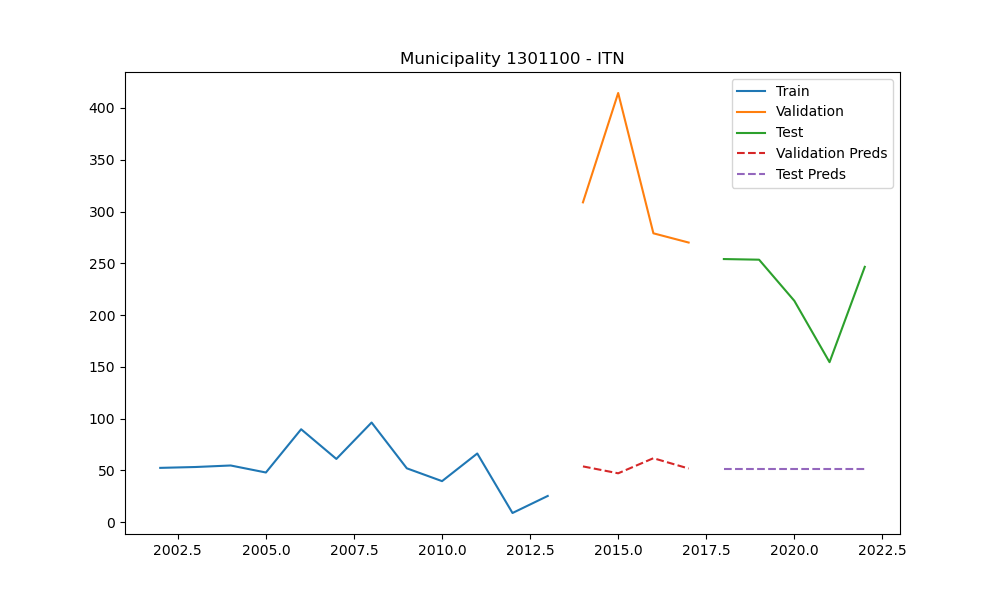 Municipality 1301100 - ITN
Train
Validation
Test
Validation Preds
Test Preds
400
350
300
250
200
150
100
50
0
2002.5 2005.0 2007.5 2010.0 2012.5 2015.0 2017.5 2020.0 2022.5